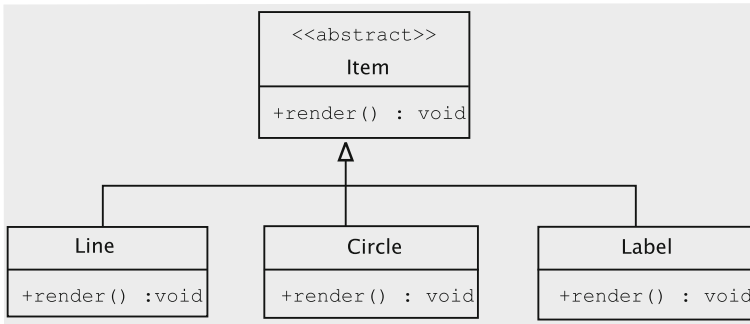 <<abstract>>
Item
+render() : void
Line
+render() :void
Circle
+render() : void
Label
+render() : void